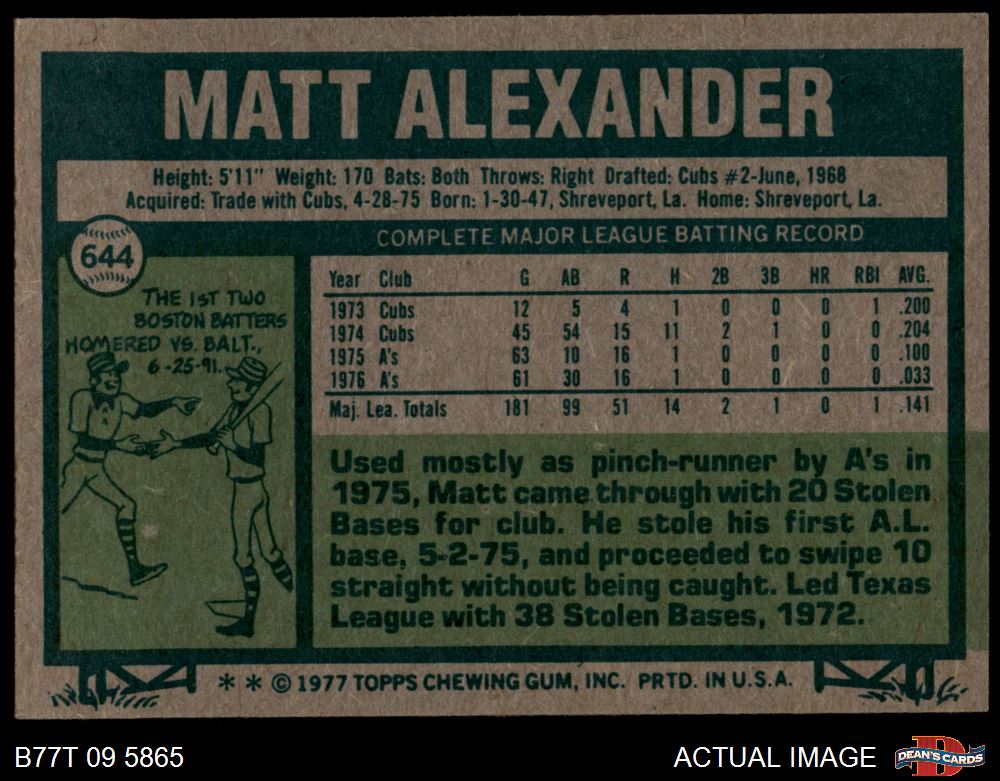 MATT ALEXANDER
Height: 5'11" Weight: 170 Bats: Both Throws: Right Drafted: Cubs #2-June, 1968
Acquired: Trade with Cubs, 4-28-75 Born: 1-30-47, Shreveport, La. Home: Shreveport, La.
644
THE 1ST TWO
BOSTON BATTERS
HOMERED VS. BALT.,
6-25-91.
COMPLETE MAJOR LEAGUE BATTING RECORD
Year Club G AB R H 2B 3B HR RBI AVG.
1973 Cubs 12 5 4 1 0 0 0 1 .200
1974 Cubs 45 54 15 11 2 1 0 0 .204
1975 A's 63 10 16 1 0 0 0 0 .100
1976 A's 61 30 16 1 0 0 0 0 .033
Maj. Lea. Totals 181 99 51 14 2 1 0 1 .141
Used mostly as pinch-runner by A's in
1975, Matt came through with 20 Stolen
Bases for club. He stole his first A.L.
base, 5-2-75, and proceeded to swipe 10
straight without being caught. Led Texas
League with 38 Stolen Bases, 1972.
* * © 1977 TOPPS CHEWING GUM, INC. PRTD. IN U.S.A.
B77T 09 5865
ACTUAL IMAGE
D
DEAN'S CARDS